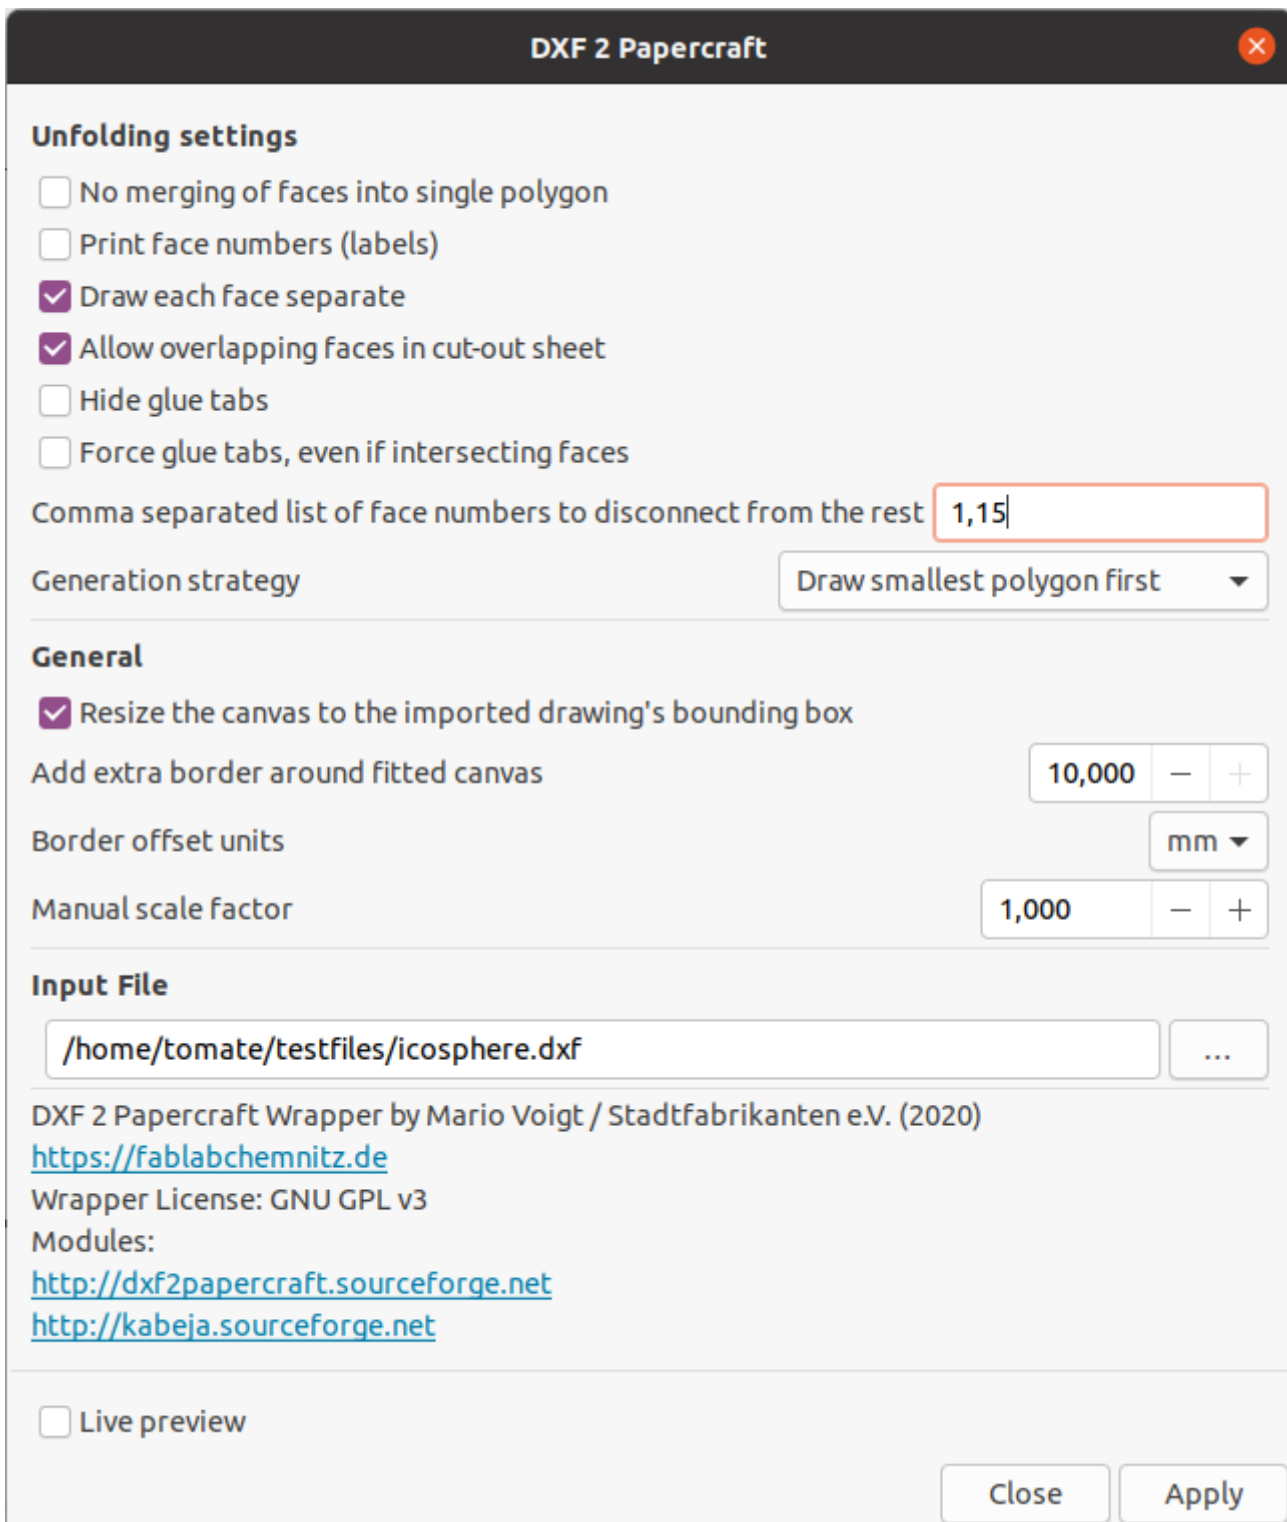 DXF 2 Papercraft
Unfolding settings
No merging of faces into single polygon
Print face numbers (labels)
Draw each face separate
Allow overlapping faces in cut-out sheet
Hide glue tabs
Force glue tabs, even if intersecting faces
Comma separated list of face numbers to disconnect from the rest 1,15
Generation strategy Draw smallest polygon first
General
Resize the canvas to the imported drawing's bounding box
Add extra border around fitted canvas 10,000 − +
Border offset units mm
Manual scale factor 1,000 − +
Input File
/home/tomate/testfiles/icosphere.dxf ...
DXF 2 Papercraft Wrapper by Mario Voigt / Stadtfabrikanten e.V. (2020)
https://fablabchemnitz.de
Wrapper License: GNU GPL v3
Modules:
http://dxf2papercraft.sourceforge.net
http://kabeja.sourceforge.net
Live preview
Close Apply